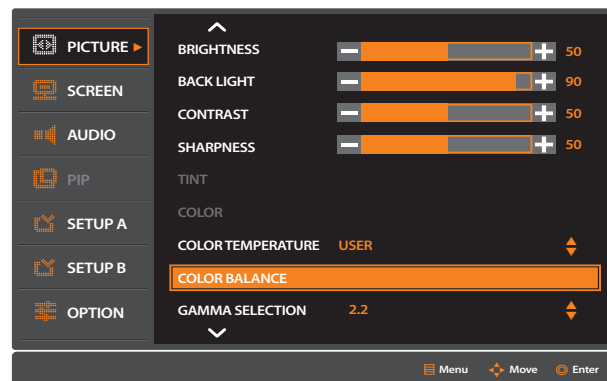 PICTURE
SCREEN
AUDIO
PIP
SETUP A
SETUP B
OPTION
BRIGHTNESS 50
BACK LIGHT 90
CONTRAST 50
SHARPNESS 50
TINT
COLOR
COLOR TEMPERATURE USER
COLOR BALANCE
GAMMA SELECTION 2.2
Menu Move Enter